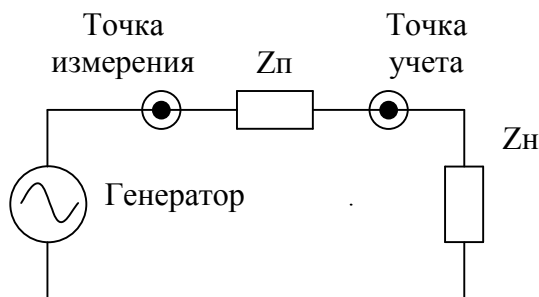 Точка
измерения
Zп
Точка
учета
Zн
Генератор